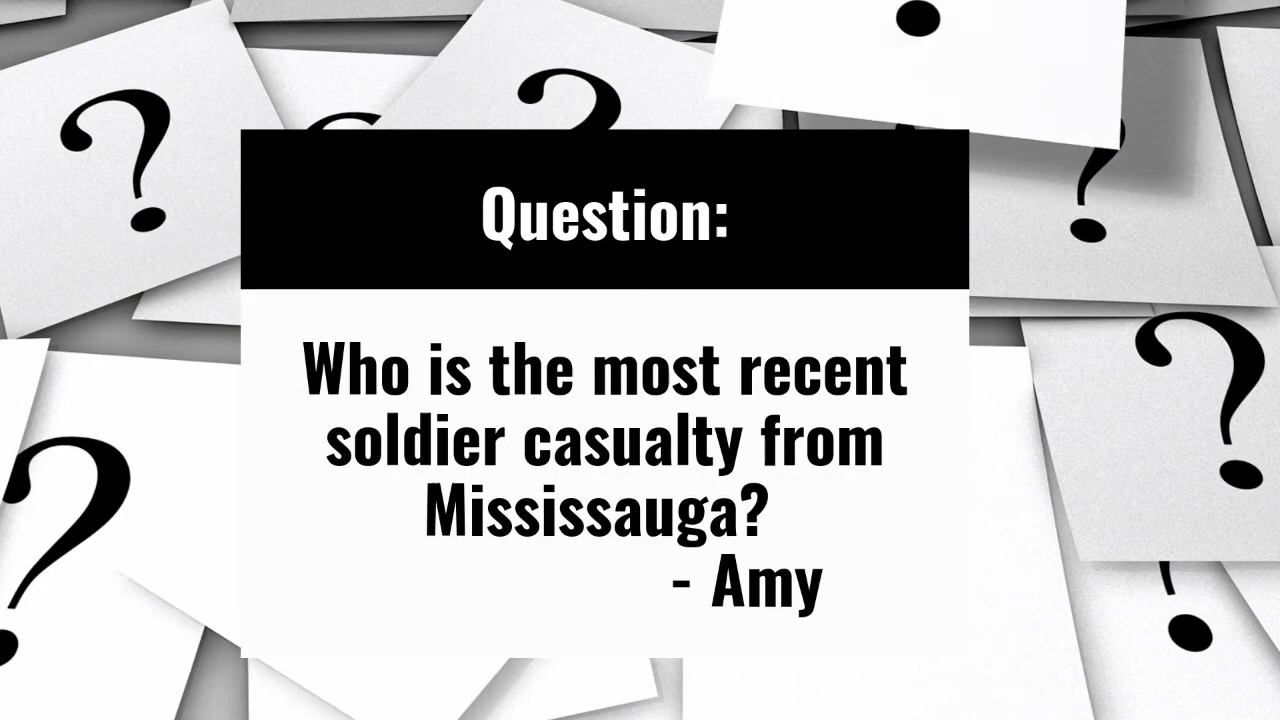 Question:
Who is the most recent
soldier casualty from
Mississauga?
- Amy